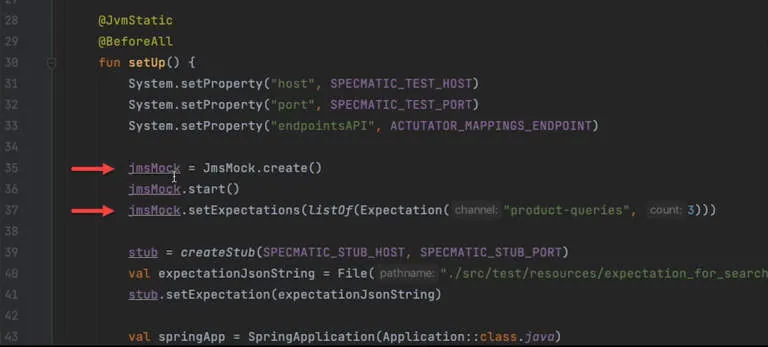 28 @JvmStatic
29 @BeforeAll
30 fun setUp() {
31 System.setProperty("host", SPECMATIC_TEST_HOST)
32 System.setProperty("port", SPECMATIC_TEST_PORT)
33 System.setProperty("endpointsAPI", ACTUTATOR_MAPPINGS_ENDPOINT)
34
35 jmsMock = JmsMock.create()
36 jmsMock.start()
37 jmsMock.setExpectations(listOf(Expectation( channel: "product-queries", count: 3)))
38
39 stub = createStub(SPECMATIC_STUB_HOST, SPECMATIC_STUB_PORT)
40 val expectationJsonString = File( pathname: "./src/test/resources/expectation_for_search
41 stub.setExpectation(expectationJsonString)
42
43 val springApp = SpringApplication(Application::class.java)